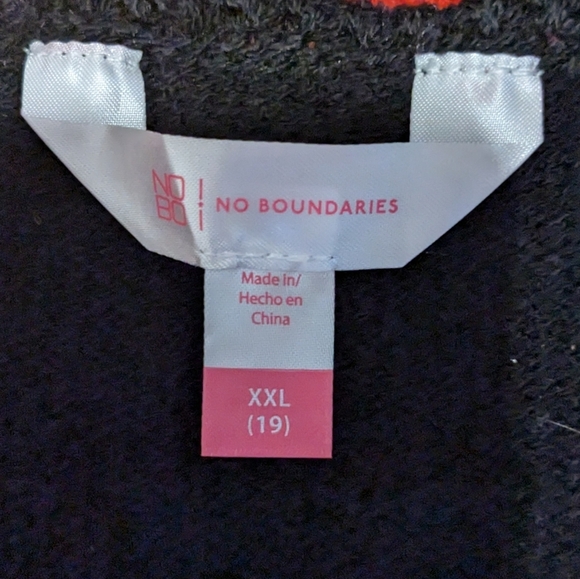 NO
BO
NO BOUNDARIES
Made in/
Hecho en
China
XXL
(19)